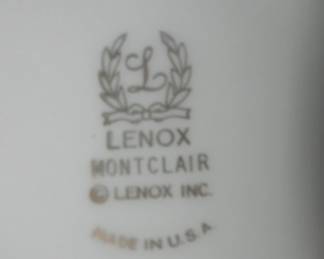 L
LENOX
MONTCLAIR
© LENOX INC.
MADE IN U.S.A